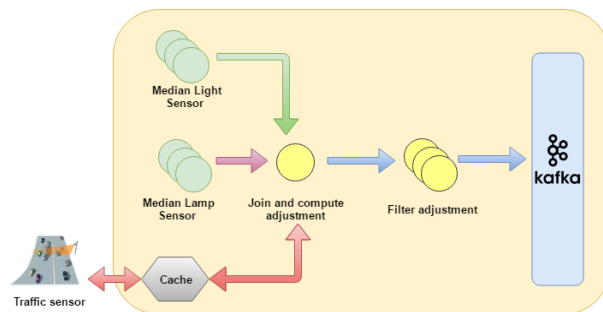 Median Light
Sensor
Median Lamp
Sensor
Join and compute
adjustment
Filter adjustment
kafka
Cache
Traffic sensor